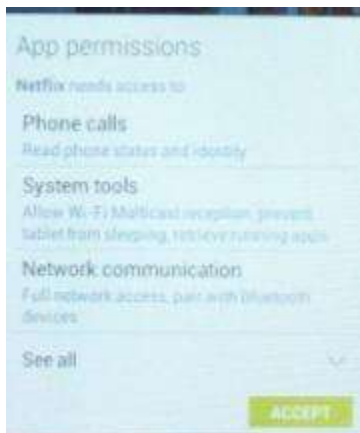 App permissions
Netflix needs access to
Phone calls
Read phone status and identity
System tools
Allow Wi-Fi Multicast reception, prevent
tablet from sleeping, retrieve running apps
Network communication
Full network access, pair with Bluetooth
devices
See all
ACCEPT